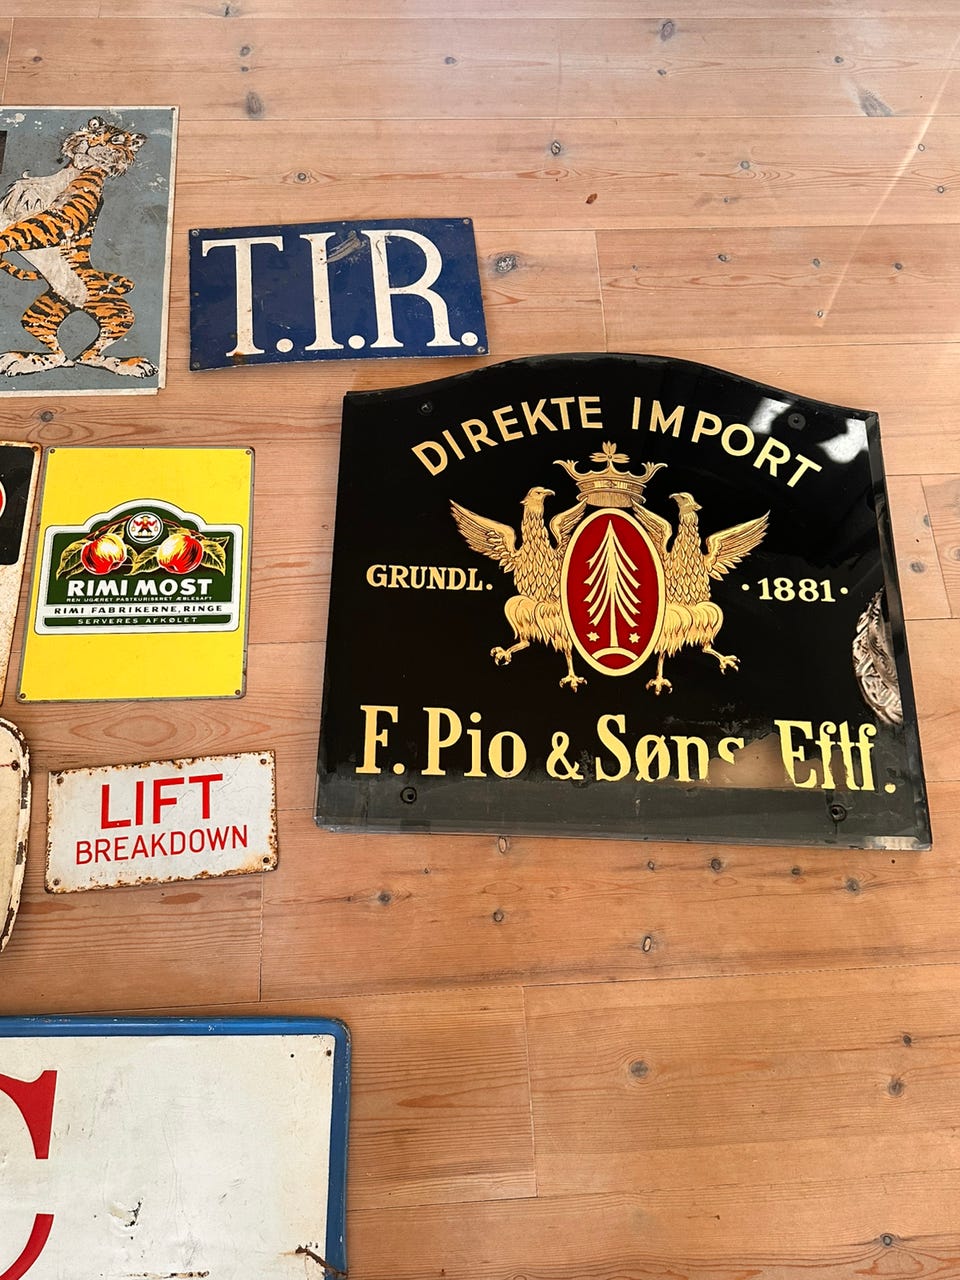 T.I.R.
DIREKTE IMPORT
GRUNDL. · 1881 ·
F. Pio & Søns Eftf.
RIMI MOST
REN UGÆRET PASTEURISERET ÆBLESAFT
RIMI FABRIKERNE, RINGE
SERVERES AFKØLET
LIFT
BREAKDOWN
C